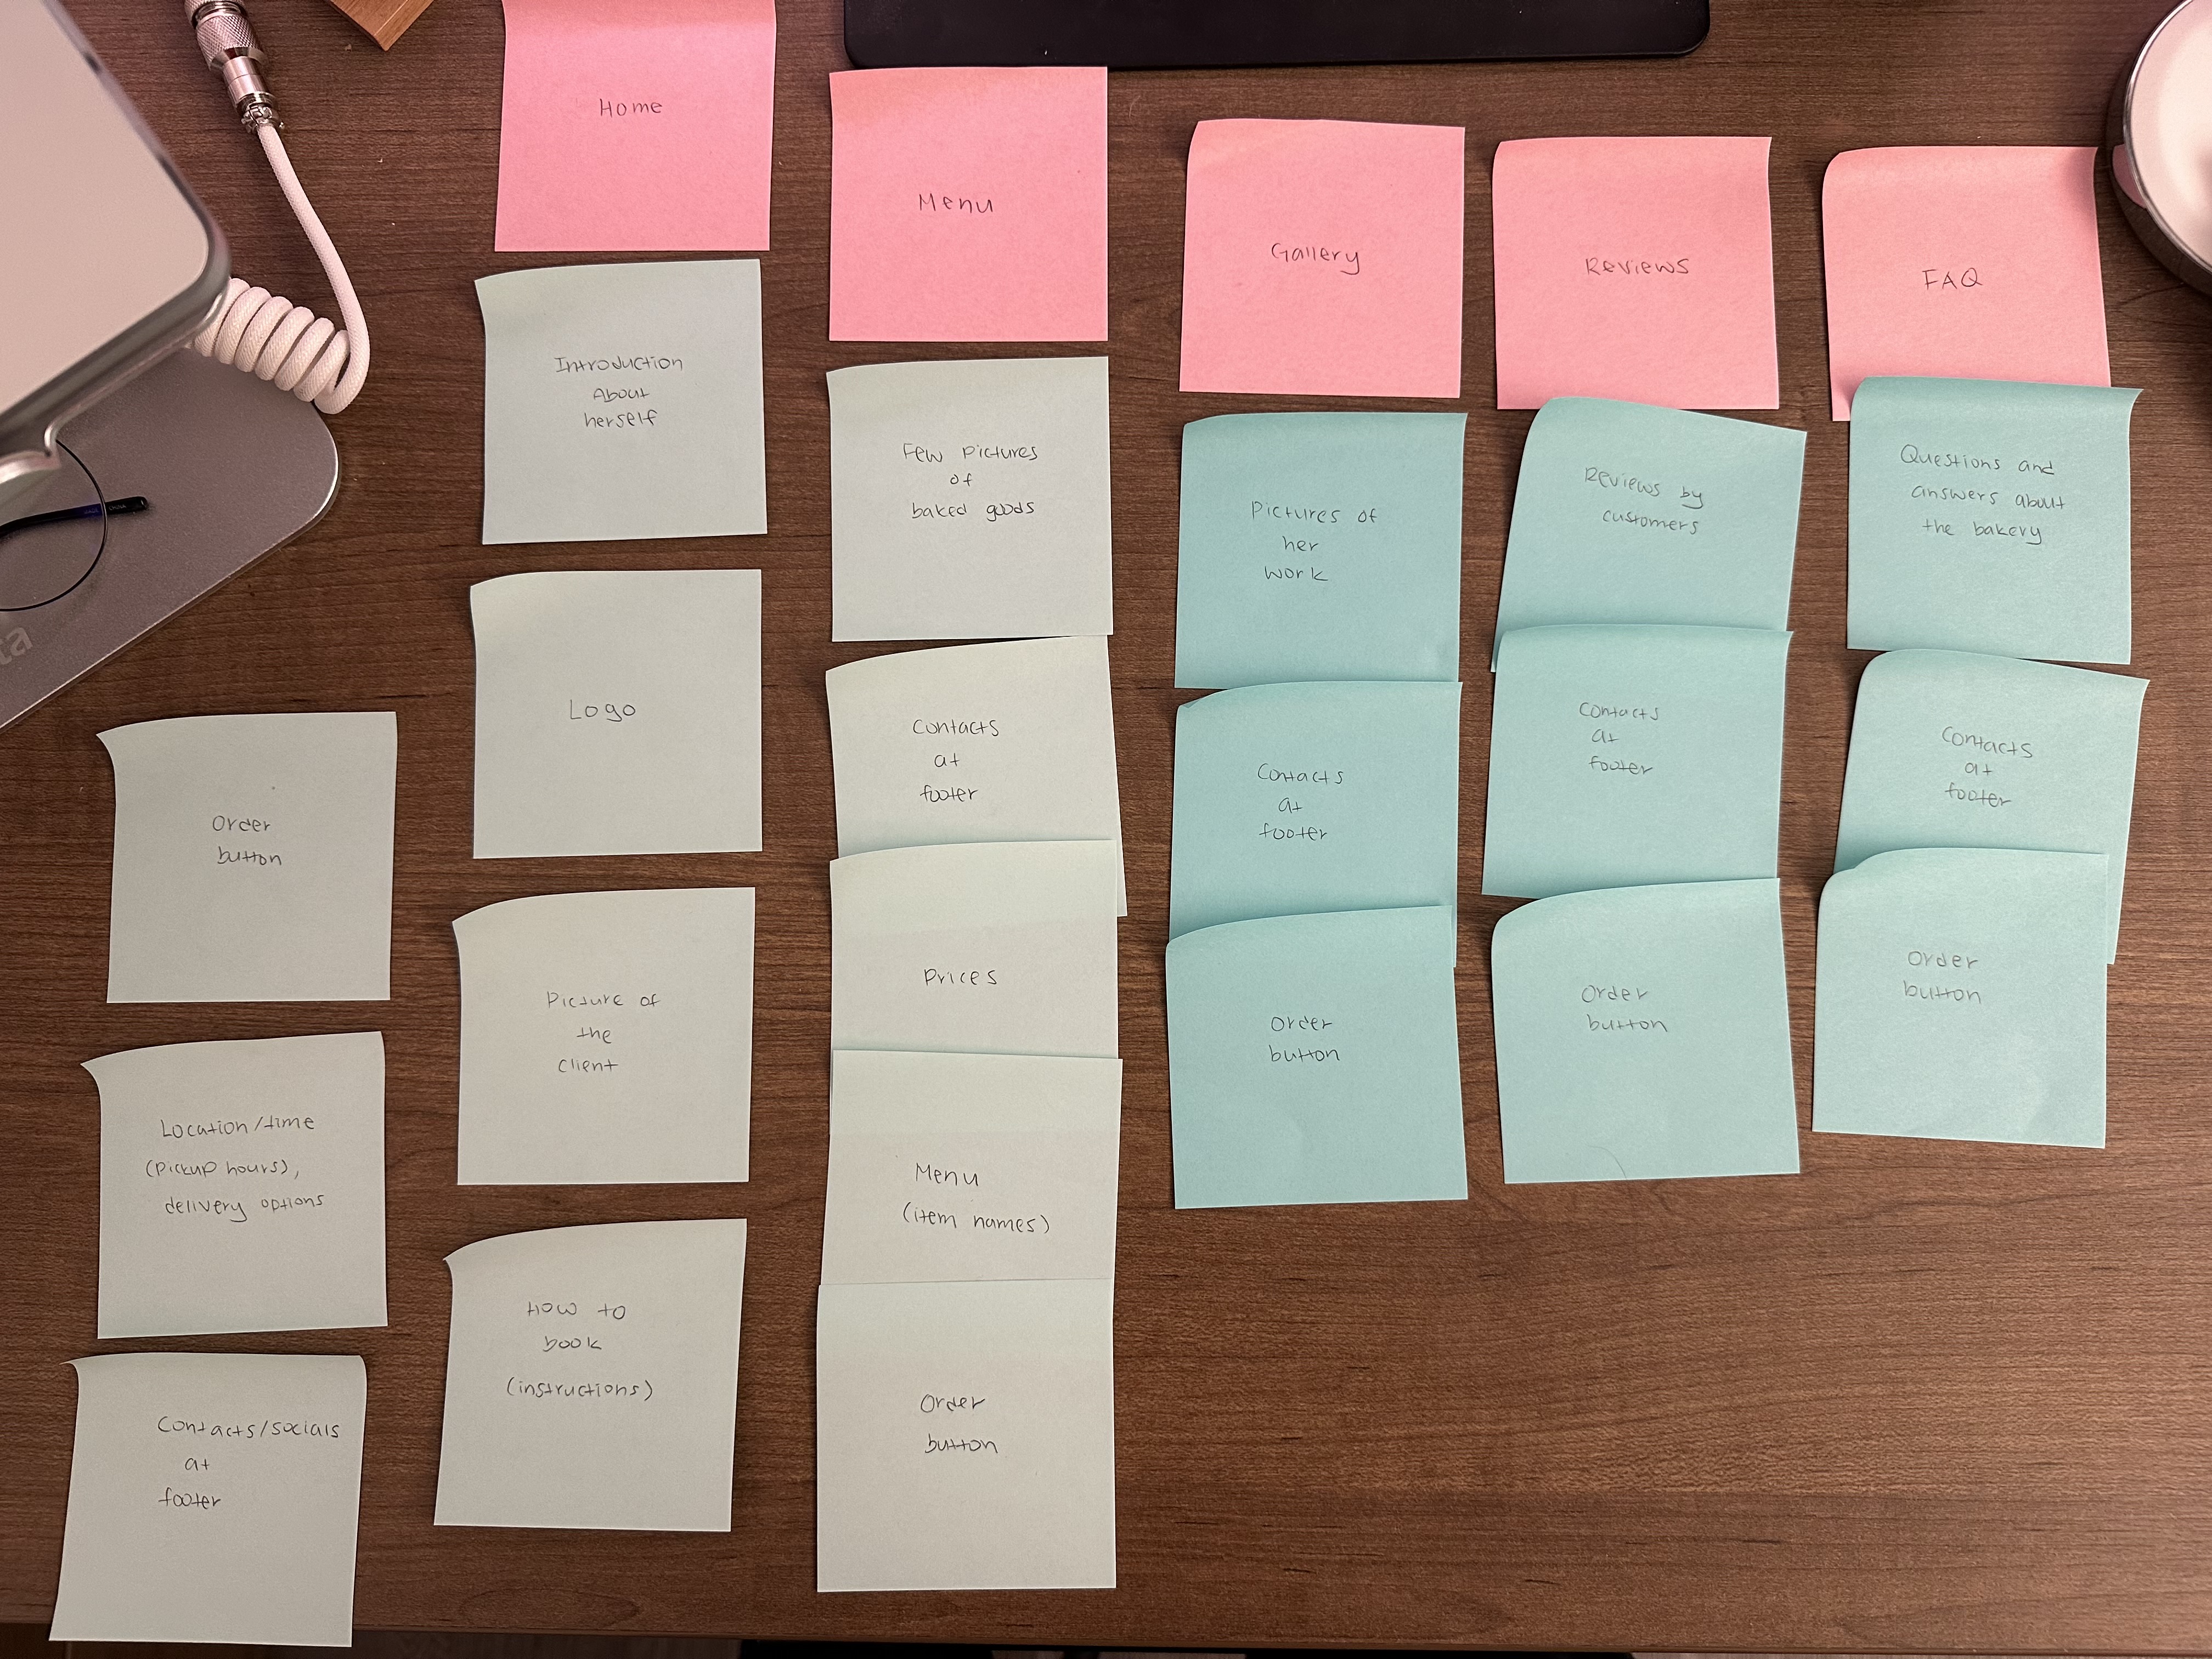 Home
Introduction
About
herself
Logo
Picture of
the
client
How to
book
(instructions)
Order
button
Location/time
(pickup hours),
delivery options
Contacts/socials
at
footer
Menu
Few pictures
of
baked goods
Contacts
at
footer
Prices
Menu
(item names)
Order
button
Gallery
Pictures of
her
work
Contacts
at
footer
Order
button
Reviews
Reviews by
customers
Contacts
at
footer
Order
button
FAQ
Questions and
answers about
the bakery
Contacts
at
footer
Order
button
ta